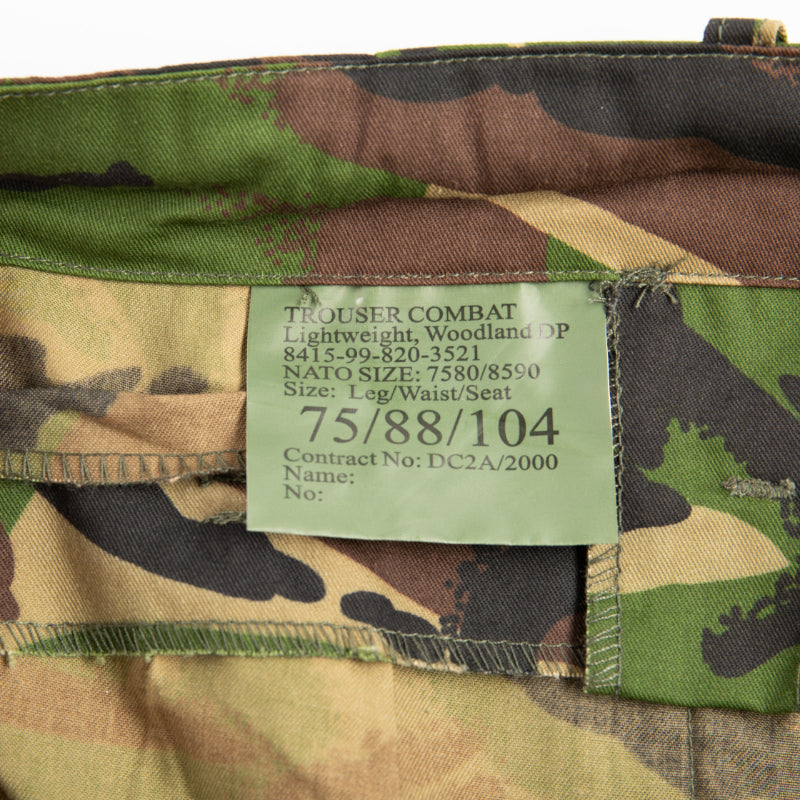 TROUSER COMBAT
Lightweight, Woodland DP
8415-99-820-3521
NATO SIZE: 7580/8590
Size: Leg/Waist/Seat
75/88/104
Contract No: DC2A/2000
Name:
No: